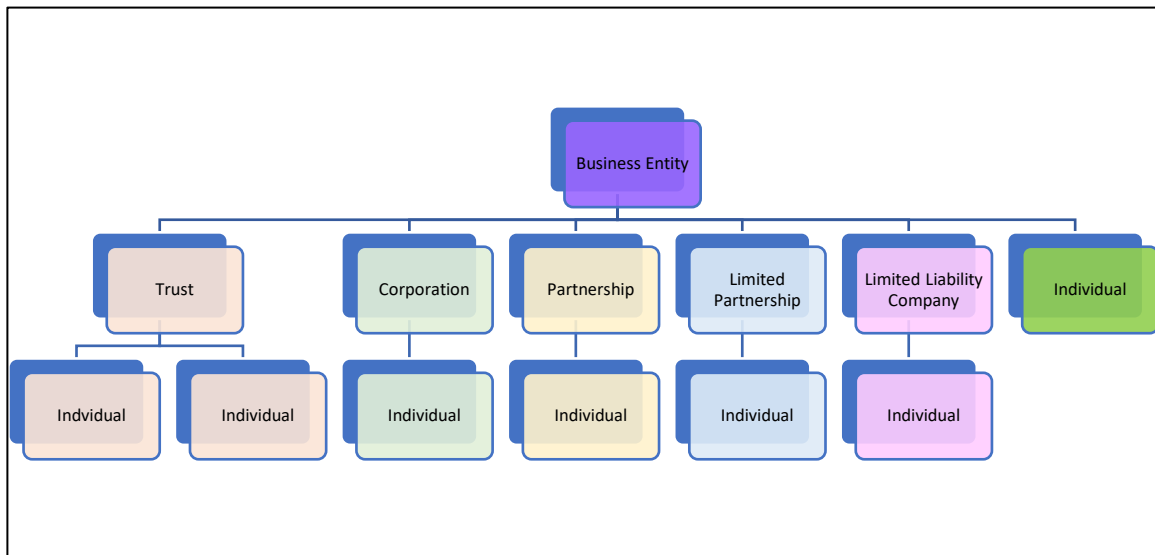 Business Entity
Trust
Corporation
Partnership
Limited
Partnership
Limited Liability
Company
Individual
Indvidual
Individual
Individual
Individual
Individual
Individual